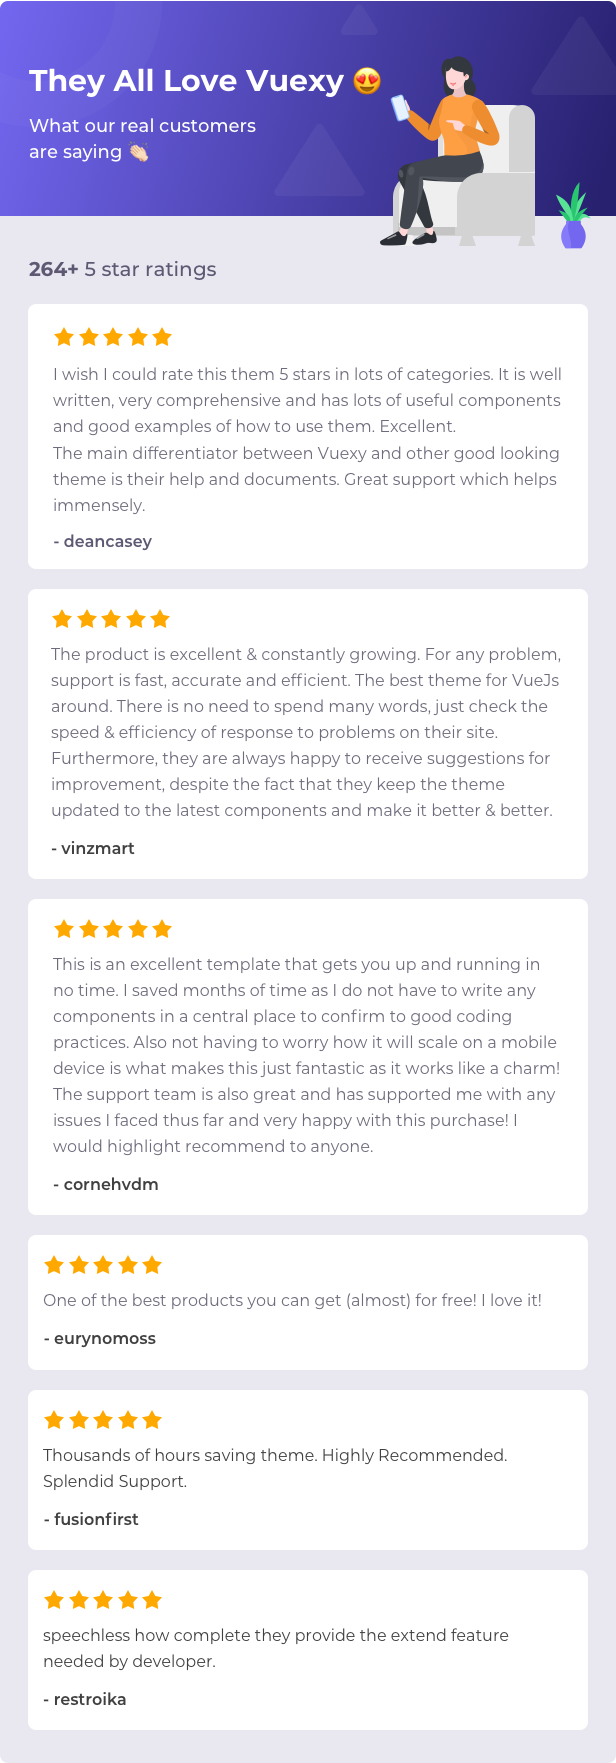 They All Love Vuexy 😍
What our real customers
are saying 👏🏻
264+ 5 star ratings
I wish I could rate this them 5 stars in lots of categories. It is well
written, very comprehensive and has lots of useful components
and good examples of how to use them. Excellent.
The main differentiator between Vuexy and other good looking
theme is their help and documents. Great support which helps
immensely.
- deancasey
The product is excellent & constantly growing. For any problem,
support is fast, accurate and efficient. The best theme for VueJs
around. There is no need to spend many words, just check the
speed & efficiency of response to problems on their site.
Furthermore, they are always happy to receive suggestions for
improvement, despite the fact that they keep the theme
updated to the latest components and make it better & better.
- vinzmart
This is an excellent template that gets you up and running in
no time. I saved months of time as I do not have to write any
components in a central place to confirm to good coding
practices. Also not having to worry how it will scale on a mobile
device is what makes this just fantastic as it works like a charm!
The support team is also great and has supported me with any
issues I faced thus far and very happy with this purchase! I
would highlight recommend to anyone.
- cornehvdm
One of the best products you can get (almost) for free! I love it!
- eurynomoss
Thousands of hours saving theme. Highly Recommended.
Splendid Support.
- fusionfirst
speechless how complete they provide the extend feature
needed by developer.
- restroika